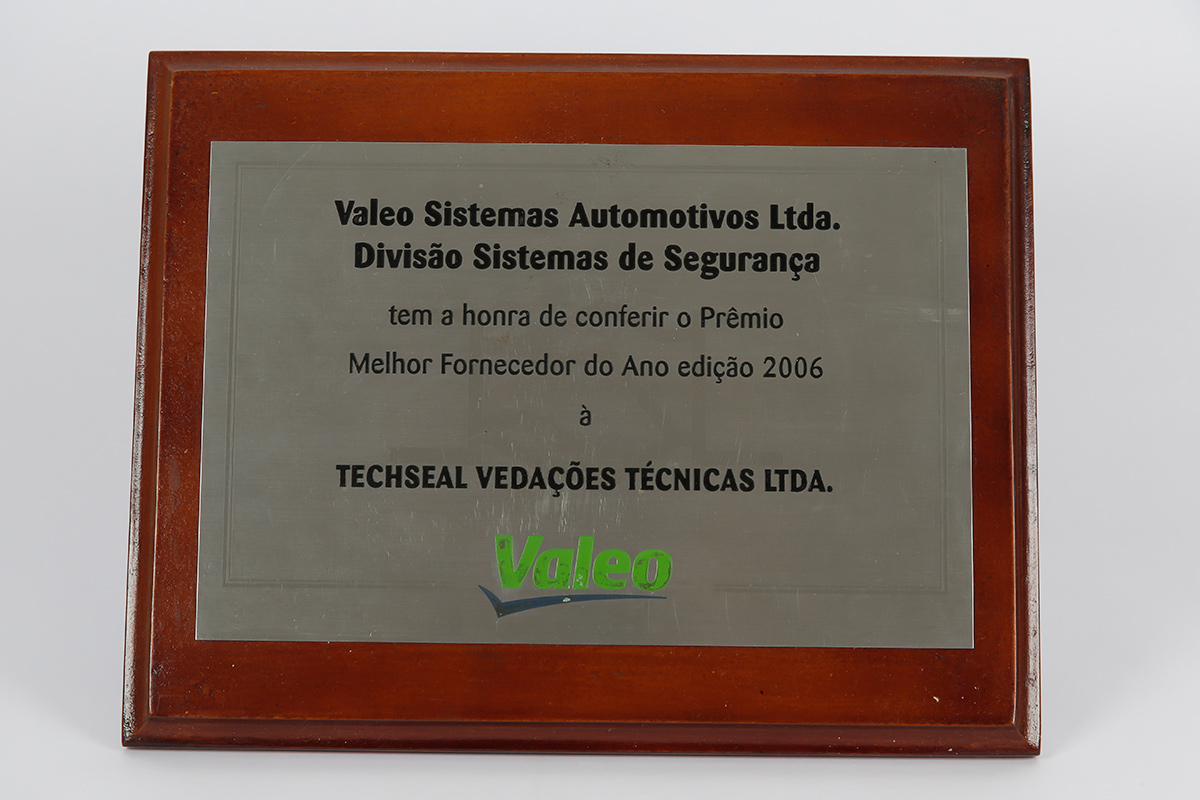 Valeo Sistemas Automotivos Ltda.
Divisão Sistemas de Segurança
tem a honra de conferir o Prêmio
Melhor Fornecedor do Ano edição 2006
à
TECHSEAL VEDAÇÕES TÉCNICAS LTDA.
Valeo